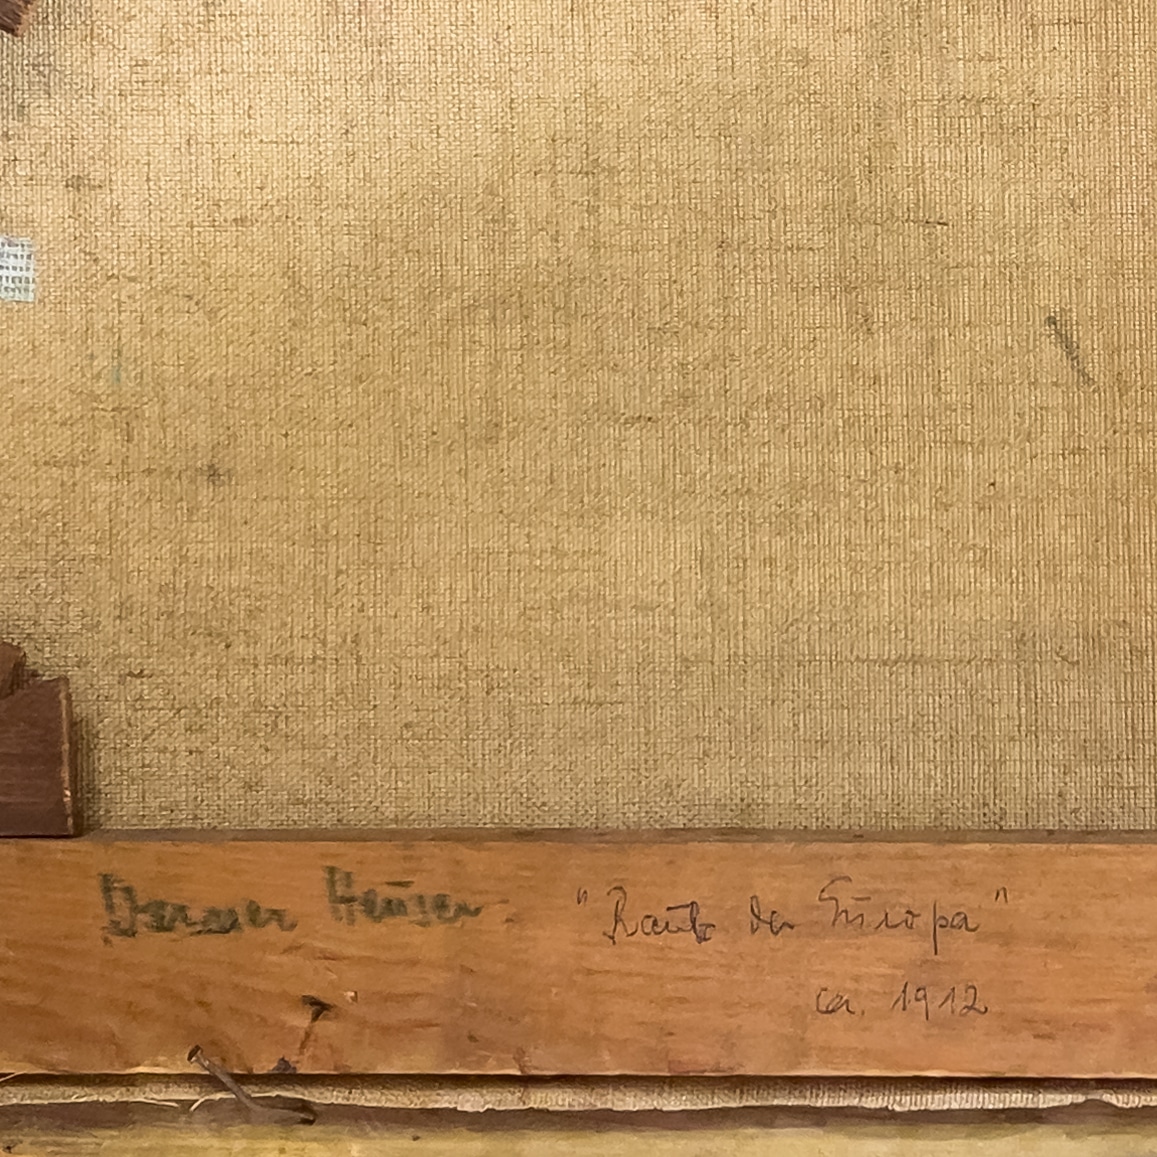 Werner Heuser "Raub der Europa"
ca. 1912